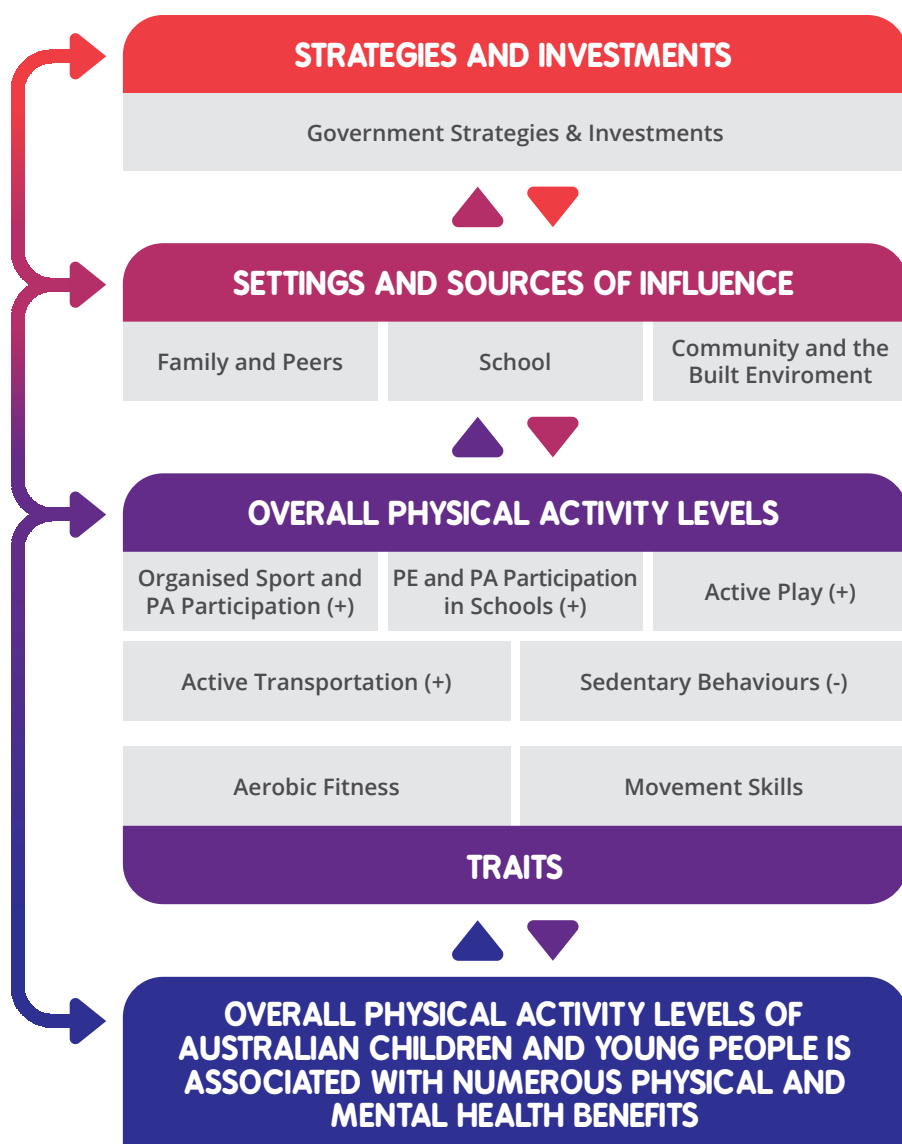 STRATEGIES AND INVESTMENTS
Government Strategies & Investments
SETTINGS AND SOURCES OF INFLUENCE
Family and Peers
School
Community and the
Built Enviroment
OVERALL PHYSICAL ACTIVITY LEVELS
Organised Sport and
PA Participation (+)
PE and PA Participation
in Schools (+)
Active Play (+)
Active Transportation (+)
Sedentary Behaviours (-)
Aerobic Fitness
Movement Skills
TRAITS
OVERALL PHYSICAL ACTIVITY LEVELS OF
AUSTRALIAN CHILDREN AND YOUNG PEOPLE IS
ASSOCIATED WITH NUMEROUS PHYSICAL AND
MENTAL HEALTH BENEFITS